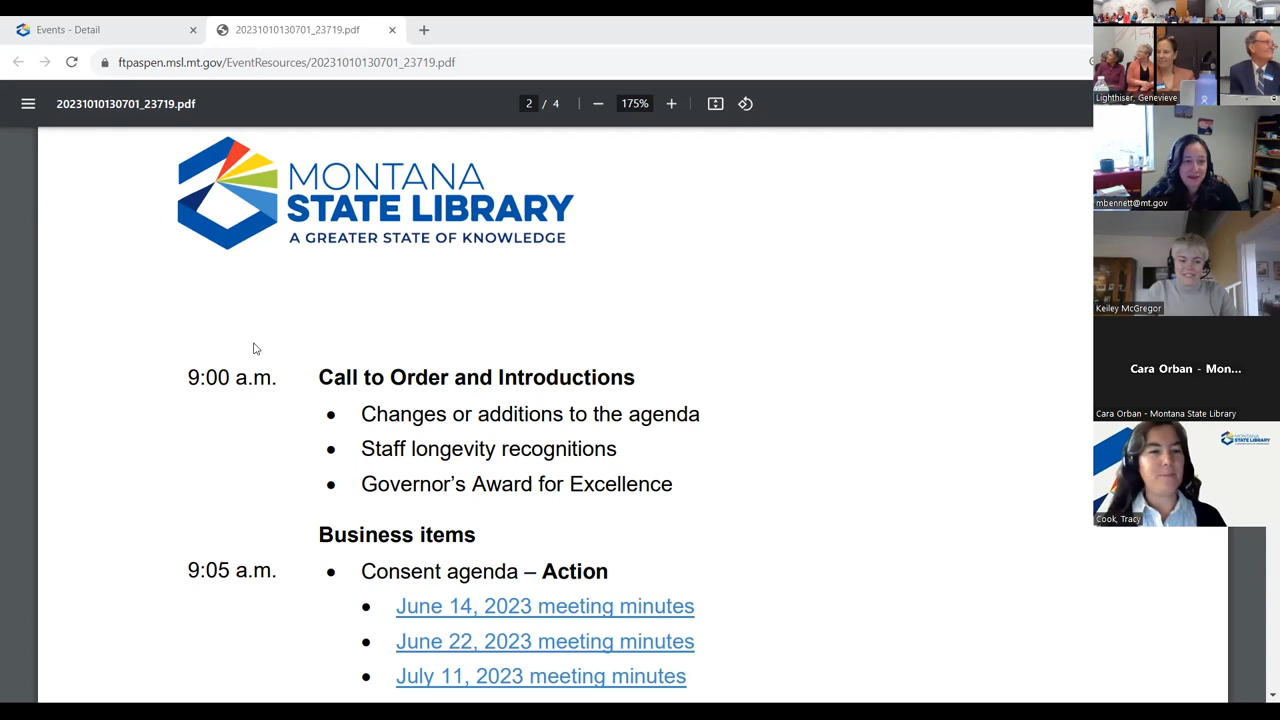 Events - Detail
20231010130701_23719.pdf
ftpaspen.msl.mt.gov/EventResources/20231010130701_23719.pdf
20231010130701_23719.pdf
2 / 4
175%
MONTANA
STATE LIBRARY
A GREATER STATE OF KNOWLEDGE
9:00 a.m. Call to Order and Introductions
• Changes or additions to the agenda
• Staff longevity recognitions
• Governor's Award for Excellence
Business items
9:05 a.m. • Consent agenda – Action
• June 14, 2023 meeting minutes
• June 22, 2023 meeting minutes
• July 11, 2023 meeting minutes
Lighthiser, Genevieve
mbennett@mt.gov
Keiley McGregor
Cara Orban - Mon...
Cara Orban - Montana State Library
MONTANA
STATE LIBRARY
Cook, Tracy